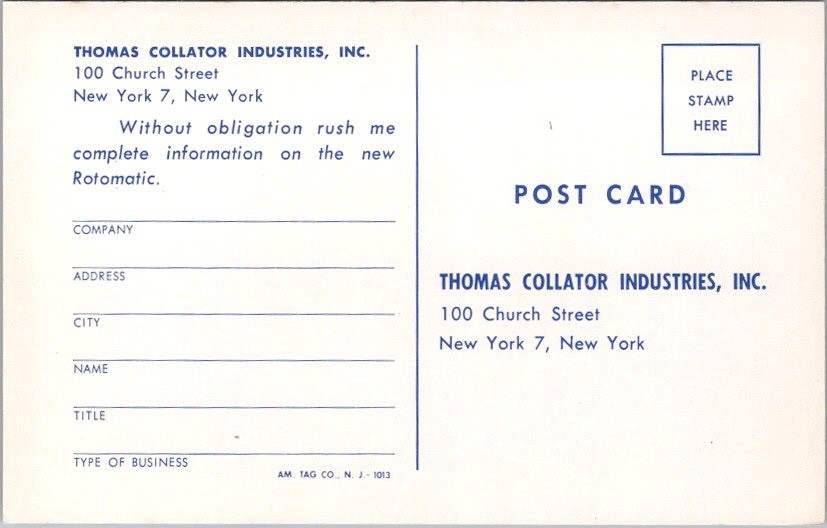 THOMAS COLLATOR INDUSTRIES, INC.
100 Church Street
New York 7, New York
Without obligation rush me
complete information on the new
Rotomatic.
COMPANY
ADDRESS
CITY
NAME
TITLE
TYPE OF BUSINESS
AM. TAG CO., N. J.- 1013
PLACE
STAMP
HERE
POST CARD
THOMAS COLLATOR INDUSTRIES, INC.
100 Church Street
New York 7, New York